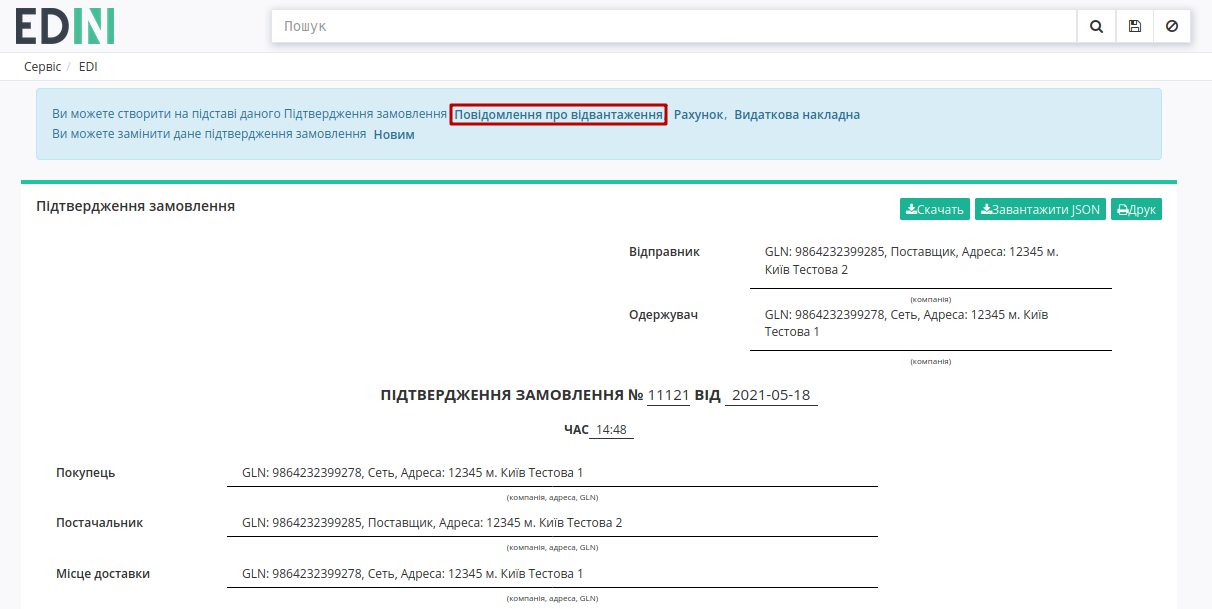 EDIN
Пошук
Сервіс / EDI
Ви можете створити на підставі даного Підтвердження замовлення Повідомлення про відвантаження Рахунок, Видаткова накладна
Ви можете замінити дане підтвердження замовлення Новим
Підтвердження замовлення
Скачать Завантажити JSON Друк
Відправник GLN: 9864232399285, Поставщик, Адреса: 12345 м.
Київ Тестова 2
(компанія)
Одержувач GLN: 9864232399278, Сеть, Адреса: 12345 м. Київ
Тестова 1
(компанія)
ПІДТВЕРДЖЕННЯ ЗАМОВЛЕННЯ № 11121 ВІД 2021-05-18
ЧАС 14:48
Покупець GLN: 9864232399278, Сеть, Адреса: 12345 м. Київ Тестова 1
(компанія, адреса, GLN)
Постачальник GLN: 9864232399285, Поставщик, Адреса: 12345 м. Київ Тестова 2
(компанія, адреса, GLN)
Місце доставки GLN: 9864232399278, Сеть, Адреса: 12345 м. Київ Тестова 1
(компанія, адреса, GLN)